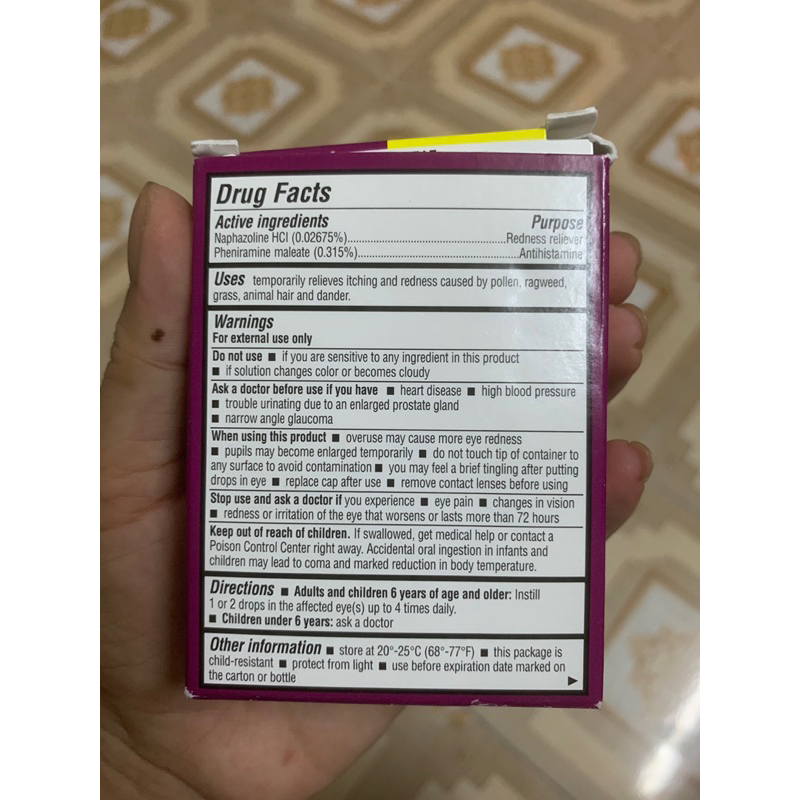 Drug Facts
Active ingredients Purpose
Naphazoline HCl (0.02675%)..........................................Redness reliever
Pheniramine maleate (0.315%)..........................................Antihistamine
Uses temporarily relieves itching and redness caused by pollen, ragweed,
grass, animal hair and dander.
Warnings
For external use only
Do not use ■ if you are sensitive to any ingredient in this product
■ if solution changes color or becomes cloudy
Ask a doctor before use if you have ■ heart disease ■ high blood pressure
■ trouble urinating due to an enlarged prostate gland
■ narrow angle glaucoma
When using this product ■ overuse may cause more eye redness
■ pupils may become enlarged temporarily ■ do not touch tip of container to
any surface to avoid contamination ■ you may feel a brief tingling after putting
drops in eye ■ replace cap after use ■ remove contact lenses before using
Stop use and ask a doctor if you experience ■ eye pain ■ changes in vision
■ redness or irritation of the eye that worsens or lasts more than 72 hours
Keep out of reach of children. If swallowed, get medical help or contact a
Poison Control Center right away. Accidental oral ingestion in infants and
children may lead to coma and marked reduction in body temperature.
Directions ■ Adults and children 6 years of age and older: Instill
1 or 2 drops in the affected eye(s) up to 4 times daily.
■ Children under 6 years: ask a doctor
Other information ■ store at 20°-25°C (68°-77°F) ■ this package is
child-resistant ■ protect from light ■ use before expiration date marked on
the carton or bottle